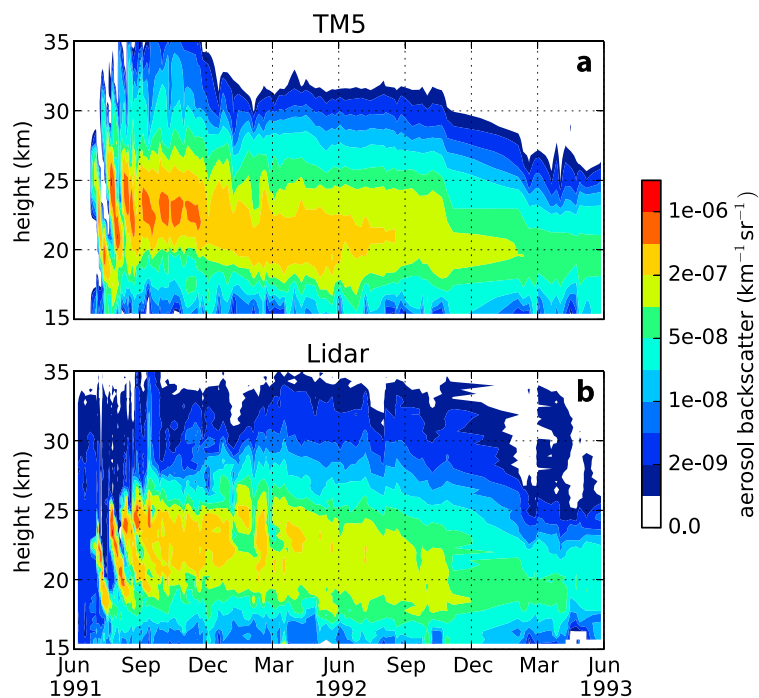 TM5
a
height (km)
35
30
25
20
15
Lidar
b
height (km)
35
30
25
20
15
Jun Sep Dec Mar Jun Sep Dec Mar Jun
1991 1992 1993
1e-06
2e-07
5e-08
1e-08
2e-09
0.0
aerosol backscatter (km⁻¹ sr⁻¹)